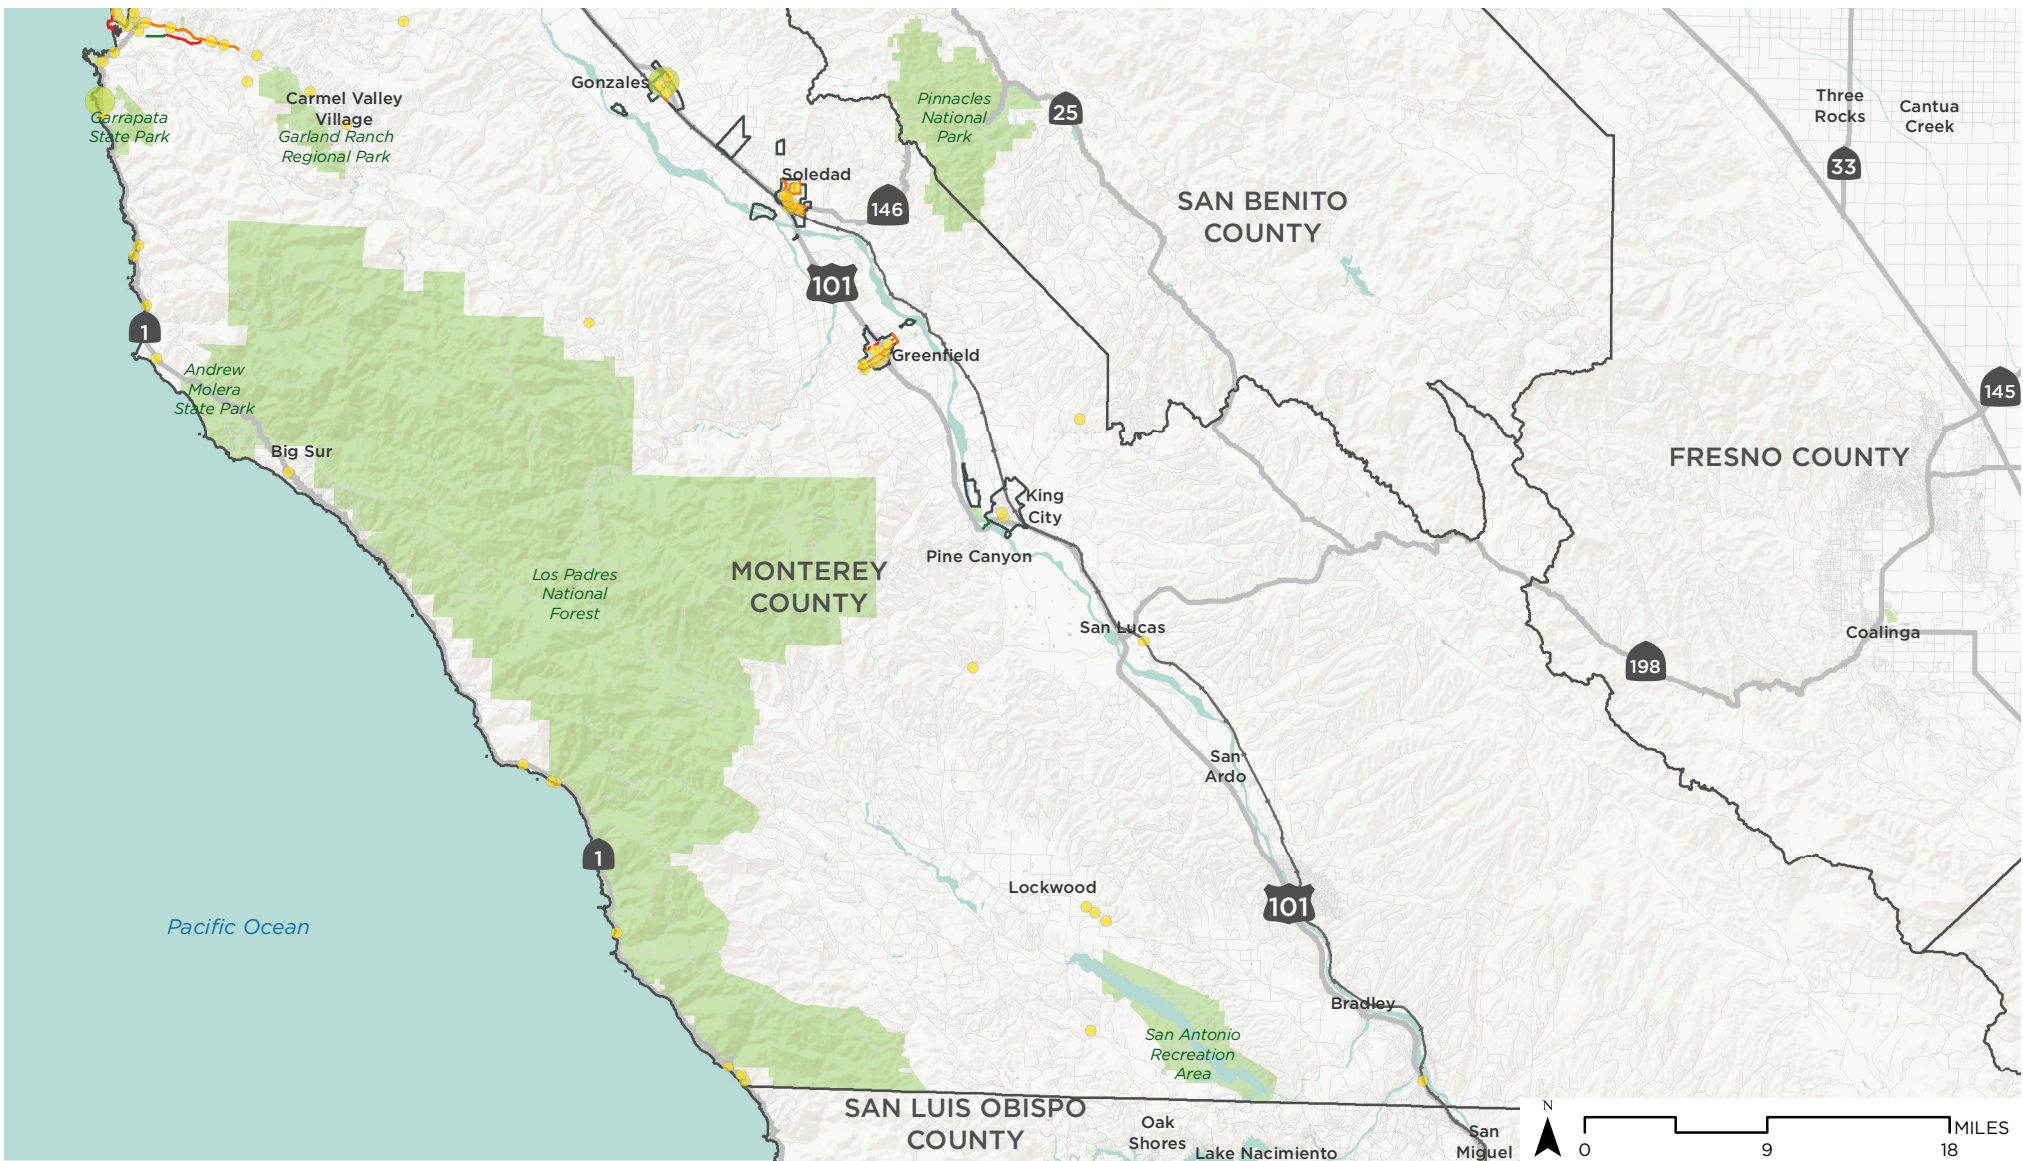 Gonzales
Carmel Valley
Village
Garrapata
State Park
Garland Ranch
Regional Park
Pinnacles
National
Park
25
Three
Rocks
Cantua
Creek
33
Soledad
146
SAN BENITO
COUNTY
101
1
Greenfield
Andrew
Molera
State Park
145
Big Sur
FRESNO COUNTY
King
City
Pine Canyon
MONTEREY
COUNTY
Los Padres
National
Forest
San Lucas
Coalinga
198
San
Ardo
1
Lockwood
101
Pacific Ocean
Bradley
San Antonio
Recreation
Area
SAN LUIS OBISPO
COUNTY
Oak
Shores
Lake Nacimiento
San
Miguel
N
MILES
0
9
18